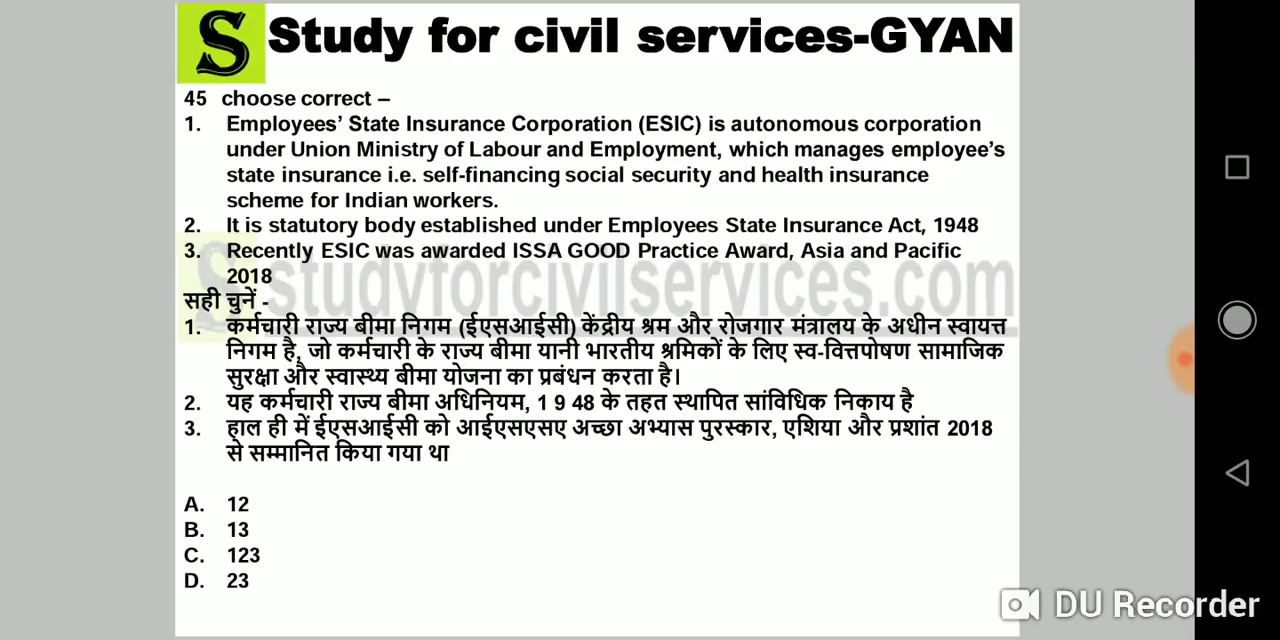 S Study for civil services-GYAN
45 choose correct –
1. Employees’ State Insurance Corporation (ESIC) is autonomous corporation
under Union Ministry of Labour and Employment, which manages employee’s
state insurance i.e. self-financing social security and health insurance
scheme for Indian workers.
2. It is statutory body established under Employees State Insurance Act, 1948
3. Recently ESIC was awarded ISSA GOOD Practice Award, Asia and Pacific
2018
S studyforcivilservices.com
सही चुनें -
1. कर्मचारी राज्य बीमा निगम (ईएसआईसी) केंद्रीय श्रम और रोजगार मंत्रालय के अधीन स्वायत्त
निगम है, जो कर्मचारी के राज्य बीमा यानी भारतीय श्रमिकों के लिए स्व-वित्तपोषण सामाजिक
सुरक्षा और स्वास्थ्य बीमा योजना का प्रबंधन करता है।
2. यह कर्मचारी राज्य बीमा अधिनियम, 1 9 48 के तहत स्थापित सांविधिक निकाय है
3. हाल ही में ईएसआईसी को आईएसएसए अच्छा अभ्यास पुरस्कार, एशिया और प्रशांत 2018
से सम्मानित किया गया था
A. 12
B. 13
C. 123
D. 23
DU Recorder